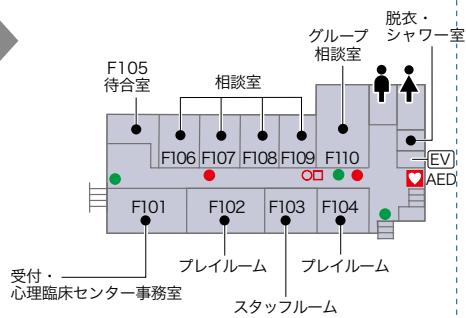 脱衣・
シャワー室
グループ
相談室
F105
待合室
相談室
F106
F107
F108
F109
F110
EV
AED
F101
F102
F103
F104
受付・
心理臨床センター事務室
プレイルーム
スタッフルーム
プレイルーム